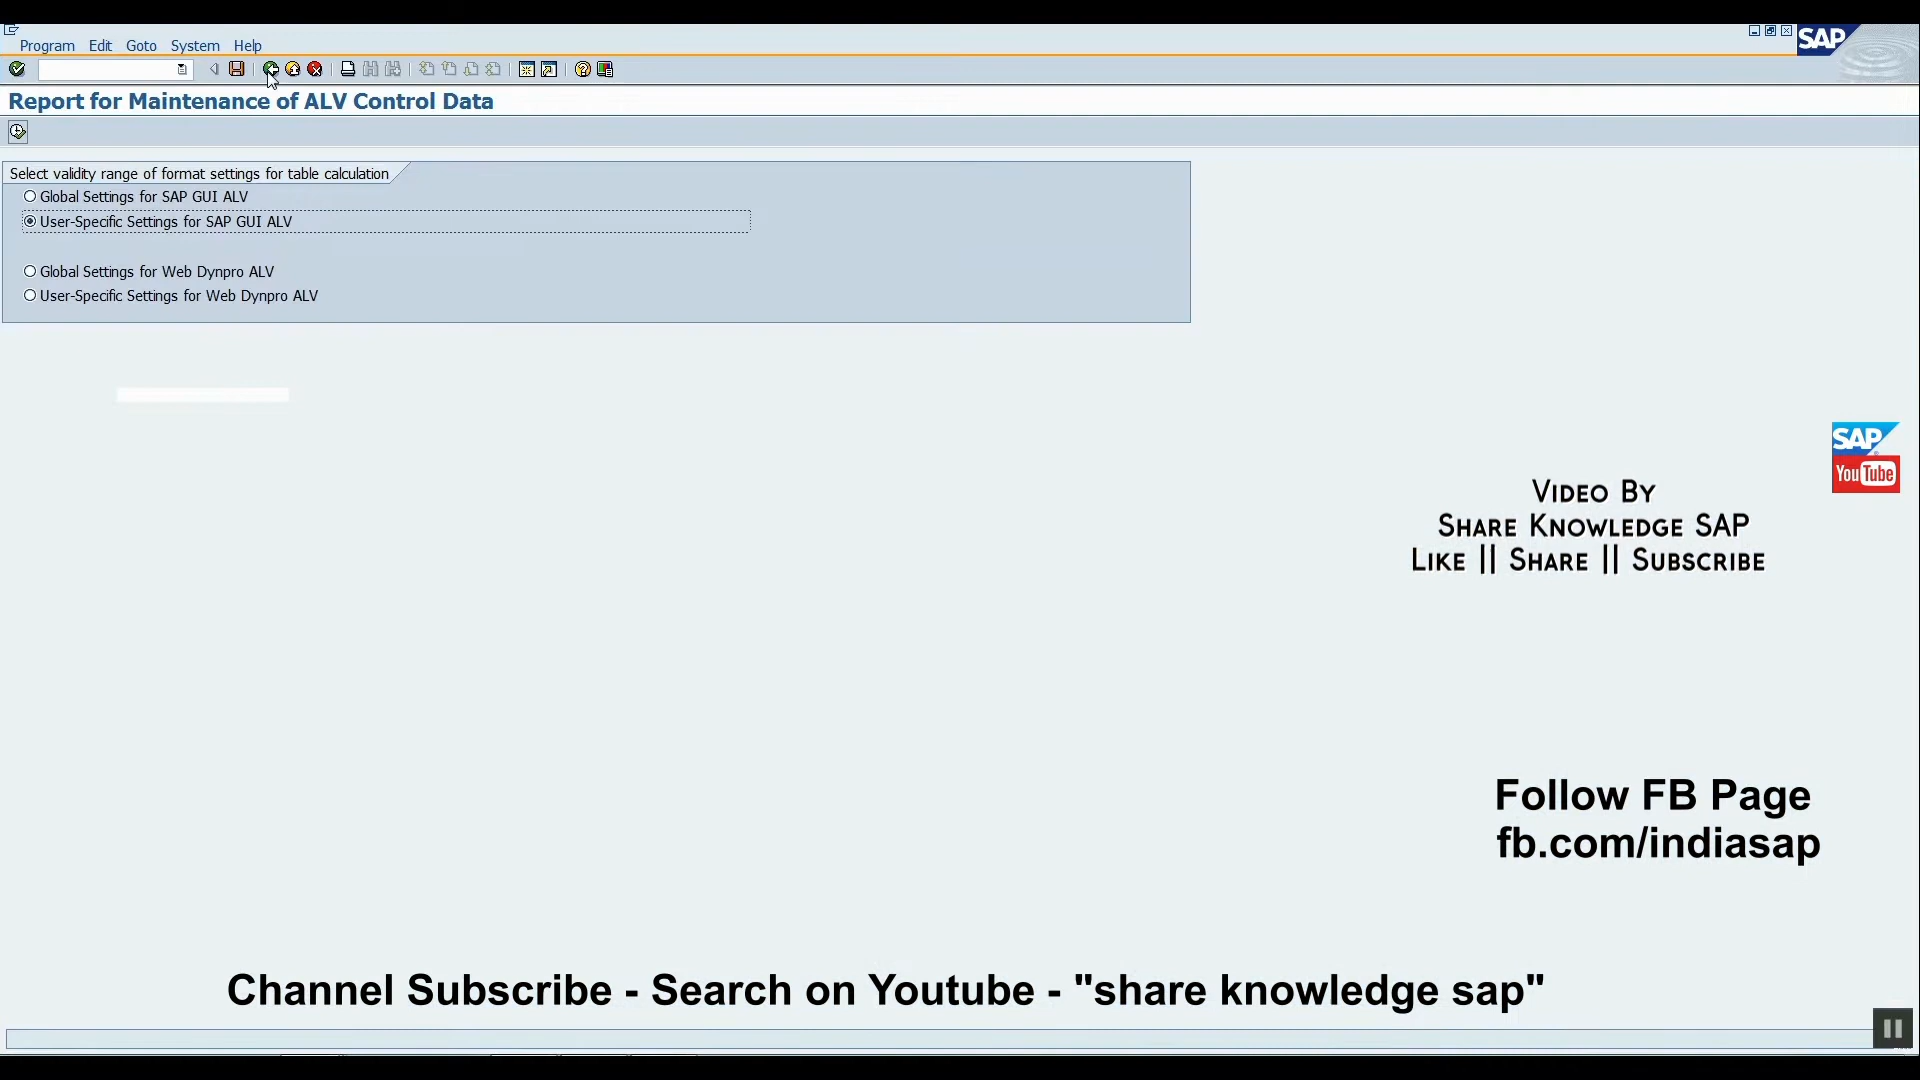 Program Edit Goto System Help
SAP
Report for Maintenance of ALV Control Data
Select validity range of format settings for table calculation
Global Settings for SAP GUI ALV
User-Specific Settings for SAP GUI ALV
Global Settings for Web Dynpro ALV
User-Specific Settings for Web Dynpro ALV
SAP
YouTube
Video By
Share Knowledge SAP
Like || Share || Subscribe
Follow FB Page
fb.com/indiasap
Channel Subscribe - Search on Youtube - "share knowledge sap"